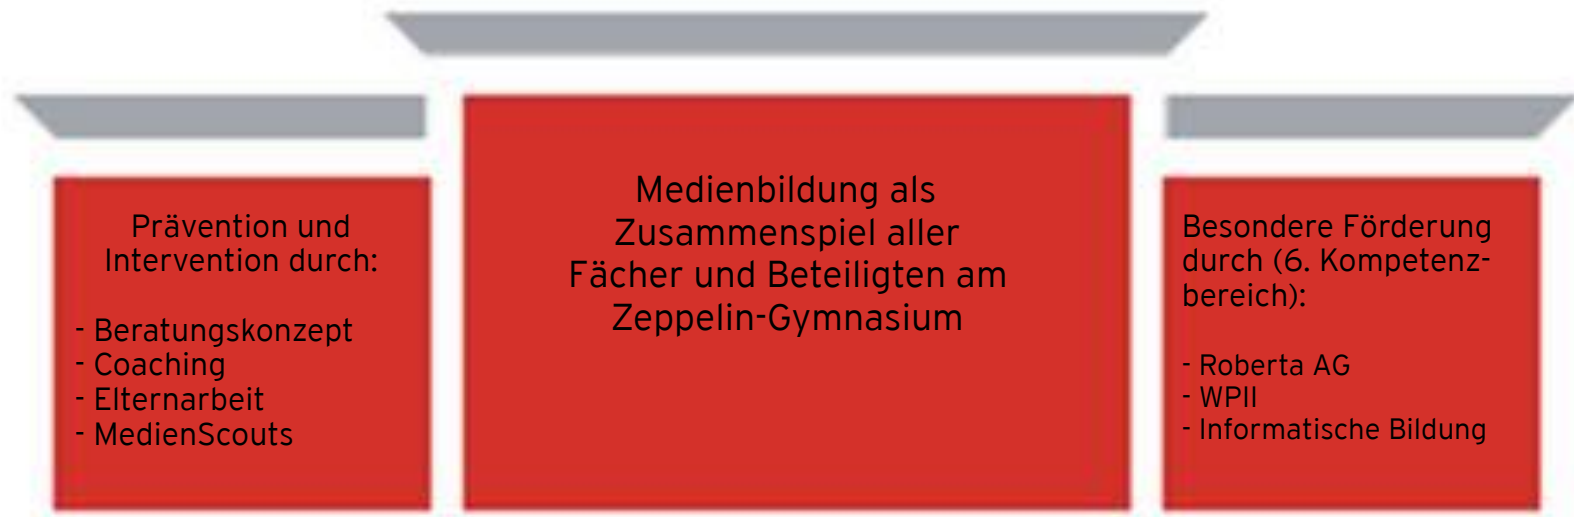 Prävention und
Intervention durch:
- Beratungskonzept
- Coaching
- Elternarbeit
- MedienScouts
Medienbildung als
Zusammenspiel aller
Fächer und Beteiligten am
Zeppelin-Gymnasium
Besondere Förderung
durch (6. Kompetenz-
bereich):
- Roberta AG
- WPII
- Informatische Bildung